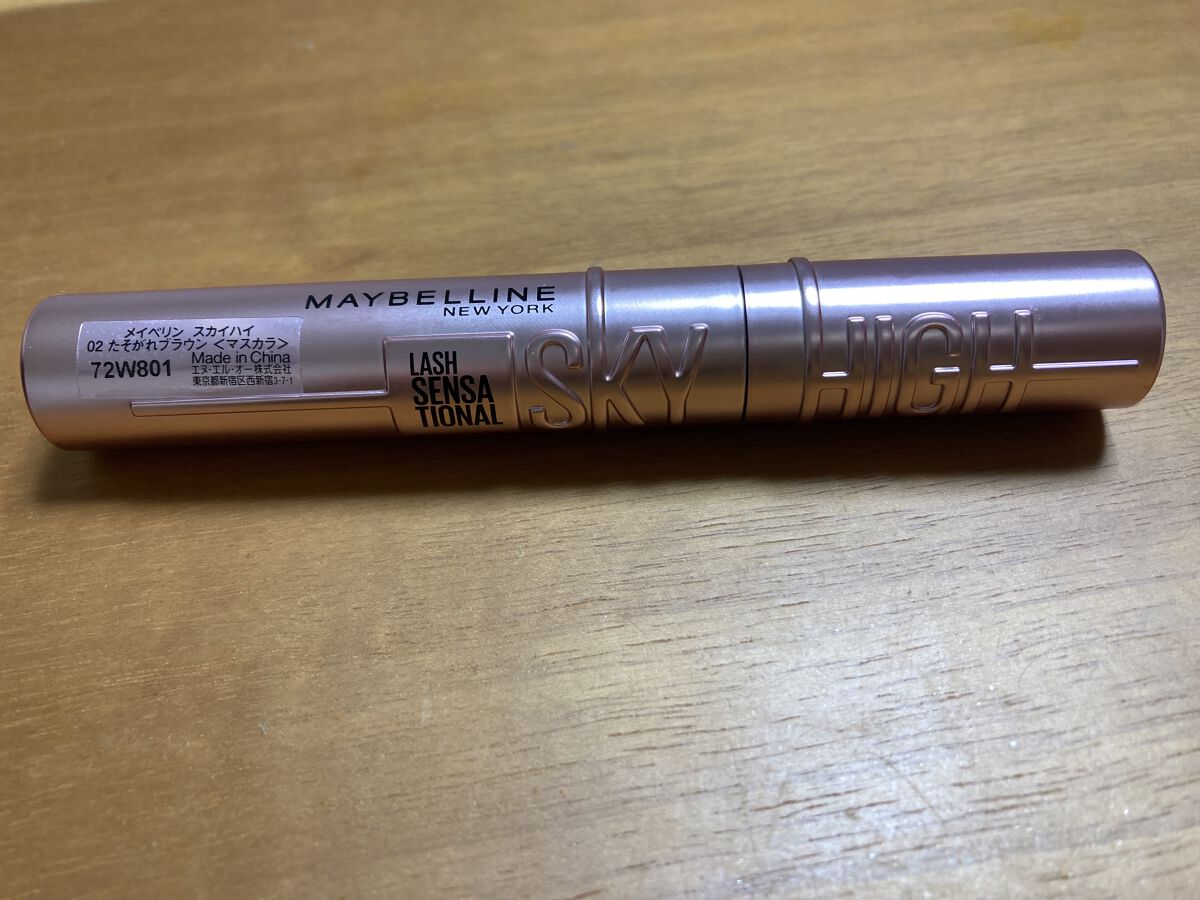 メイベリン スカイハイ
02 たそがれブラウン <マスカラ>
72W801
Made in China
エヌ・エル・オー株式会社
東京都新宿区西新宿3-7-1
MAYBELLINE
NEW YORK
LASH
SENSA
TIONAL
SKY HIGH